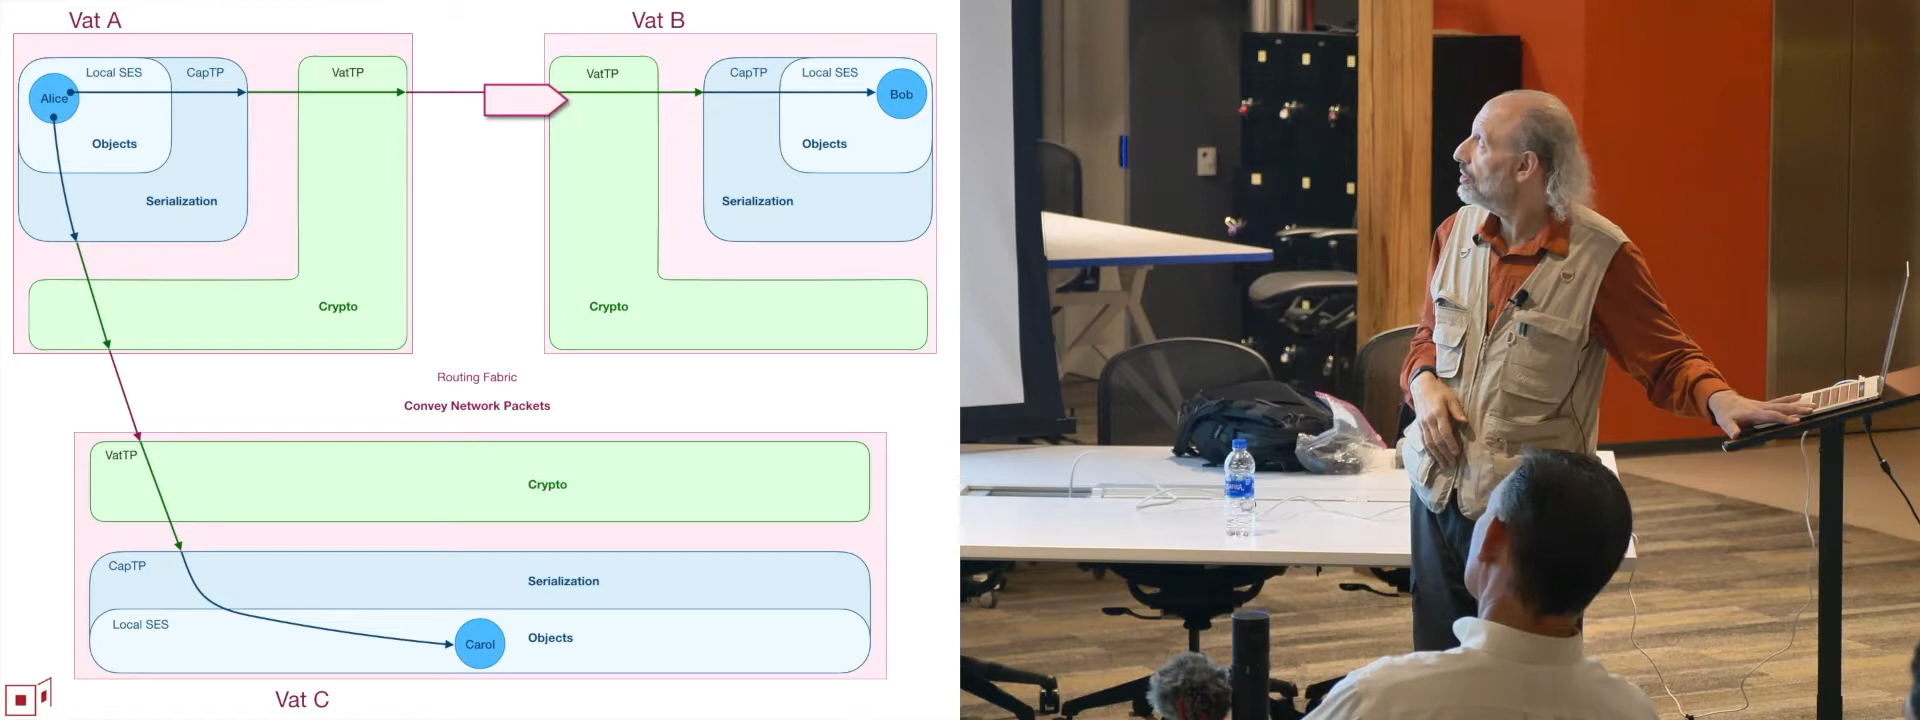 Vat A
Vat B
Local SES
CapTP
VatTP
Alice
Objects
Serialization
Crypto
VatTP
CapTP
Local SES
Bob
Objects
Serialization
Crypto
Routing Fabric
Convey Network Packets
VatTP
Crypto
CapTP
Serialization
Local SES
Carol
Objects
Vat C